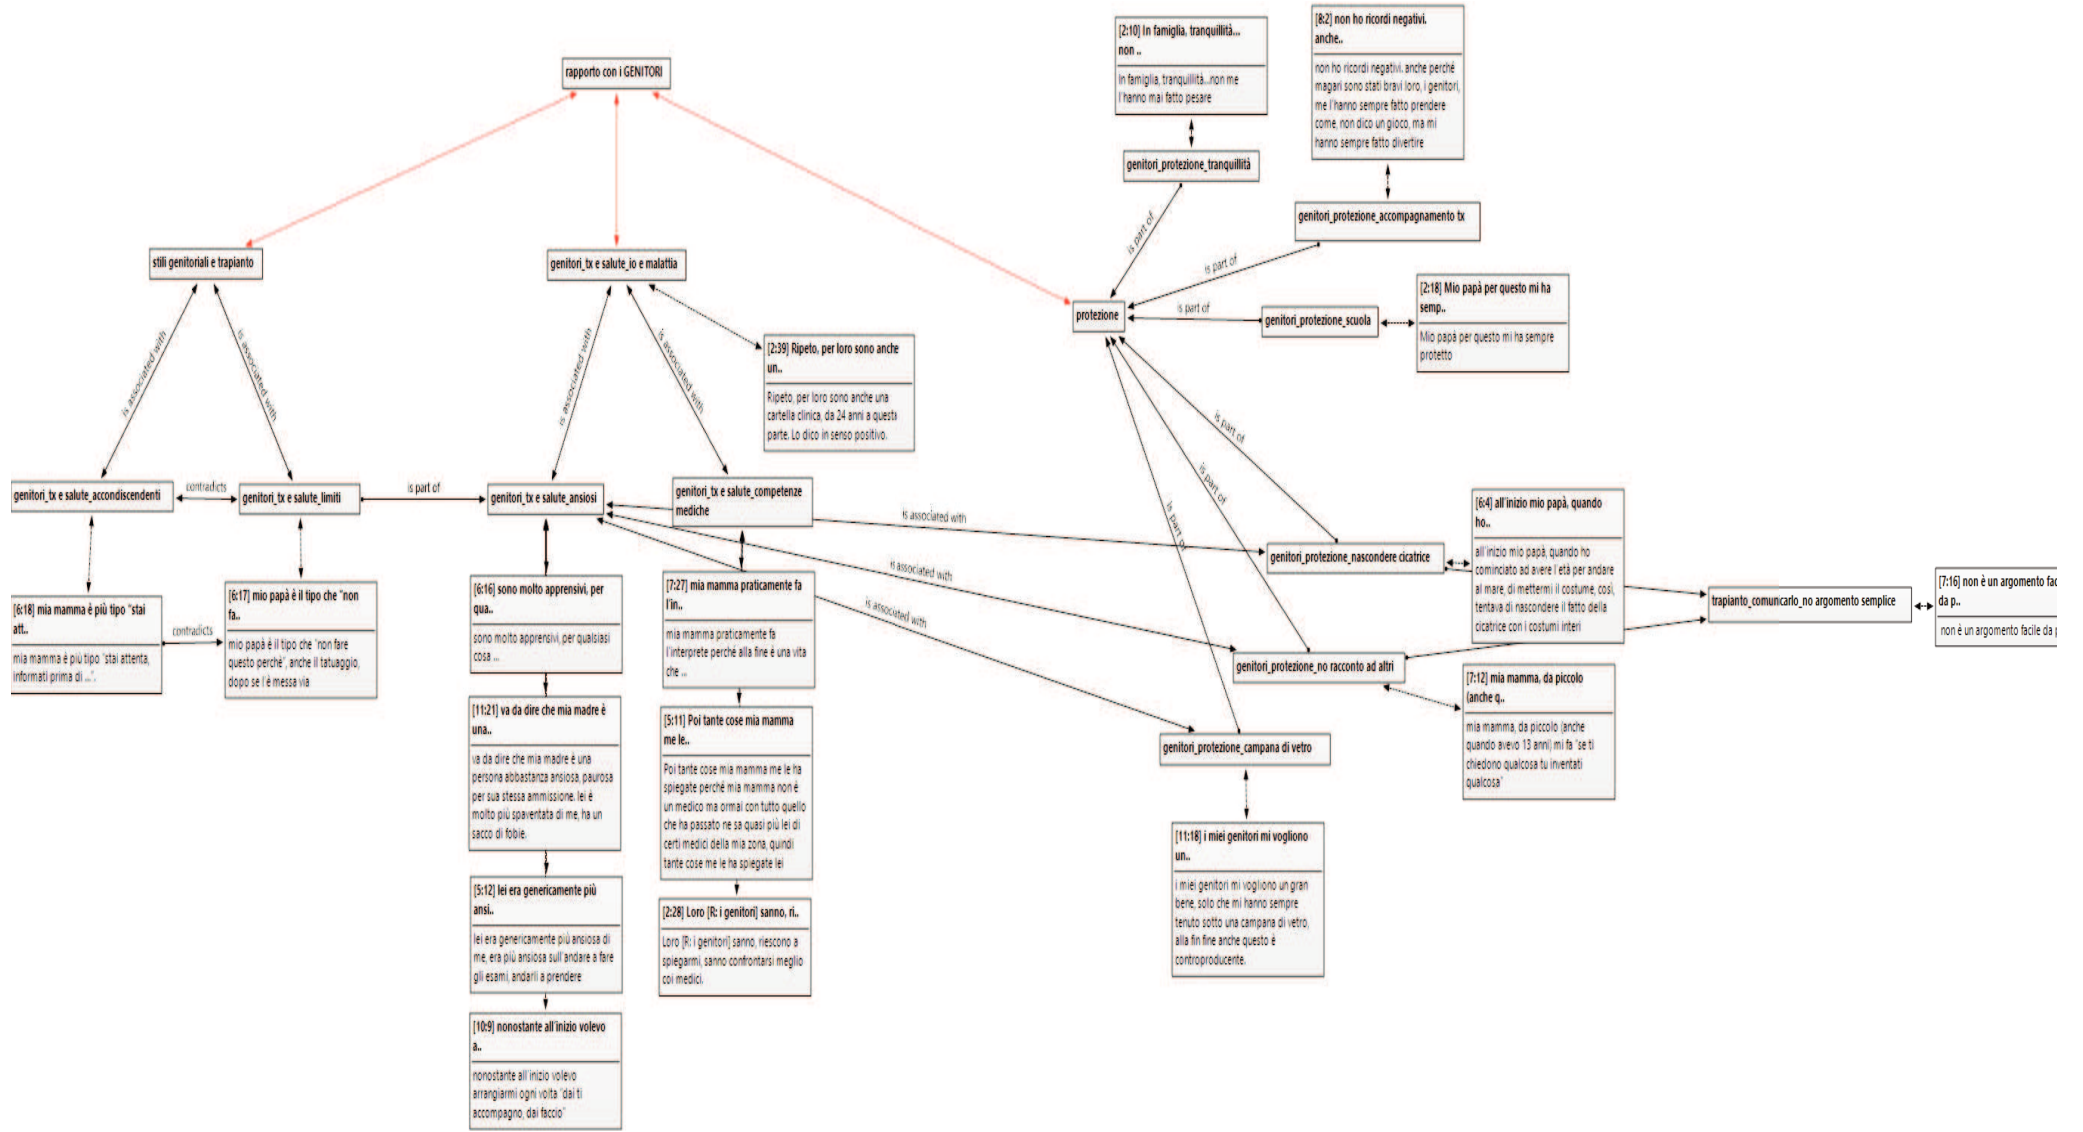 rapporto con i GENITORI
[2:10] In famiglia, tranquillità...
non ..
In famiglia, tranquillità...non me
l'hanno mai fatto pesare
[8:2] non ho ricordi negativi.
anche..
non ho ricordi negativi. anche perché
magari sono stati bravi loro, i genitori,
me l'hanno sempre fatto prendere
come, non dico un gioco, ma mi
hanno sempre fatto divertire
genitori_protezione_tranquillità
genitori_protezione_accompagnamento tx
is part of
is part of
stili genitoriali e trapianto
genitori_tx e salute_io e malattia
protezione
is part of
genitori_protezione_scuola
[2:18] Mio papà per questo mi ha
semp..
Mio papà per questo mi ha sempre
protetto
is associated with
is associated with
is associated with
is associated with
[2:39] Ripeto, per loro sono anche
un..
Ripeto, per loro sono anche una
cartella clinica, da 24 anni a questa
parte. Lo dico in senso positivo.
is part of
is part of
is part of
genitori_tx e salute_accondiscendenti
contradicts
genitori_tx e salute_limiti
is part of
genitori_tx e salute_ansiosi
genitori_tx e salute_competenze
mediche
is associated with
is associated with
is associated with
genitori_protezione_nascondere cicatrice
[6:4] all'inizio mio papà, quando
ho..
all'inizio mio papà, quando ho
cominciato ad avere l'età per andare
al mare, di mettermi il costume, così,
tentava di nascondere il fatto della
cicatrice con i costumi interi
trapianto_comunicarlo_no argomento semplice
[7:16] non è un argomento fac
da p..
non è un argomento facile da p
[6:18] mia mamma è più tipo "stai
att..
mia mamma è più tipo "stai attenta,
informati prima di ...".
contradicts
[6:17] mio papà è il tipo che "non
fa..
mio papà è il tipo che "non fare
questo perchè", anche il tatuaggio,
dopo se l'è messa via
[6:16] sono molto apprensivi, per
qua..
sono molto apprensivi, per qualsiasi
cosa ...
[7:27] mia mamma praticamente fa
l'in..
mia mamma praticamente fa
l'interprete perché alla fine è una vita
che ...
genitori_protezione_no racconto ad altri
[7:12] mia mamma, da piccolo
(anche q..
mia mamma, da piccolo (anche
quando avevo 13 anni) mi fa "se ti
chiedono qualcosa tu inventati
qualcosa"
[11:21] va da dire che mia madre è
una..
va da dire che mia madre è una
persona abbastanza ansiosa, paurosa
per sua stessa ammissione. lei è
molto più spaventata di me, ha un
sacco di fobie.
[5:11] Poi tante cose mia mamma
me le..
Poi tante cose mia mamma me le ha
spiegate perché mia mamma non è
un medico ma ormai con tutto quello
che ha passato ne sa quasi più lei di
certi medici della mia zona, quindi
tante cose me le ha spiegate lei
genitori_protezione_campana di vetro
[11:18] i miei genitori mi vogliono
un..
i miei genitori mi vogliono un gran
bene, solo che mi hanno sempre
tenuto sotto una campana di vetro,
alla fin fine anche questo è
controproducente.
[5:12] lei era genericamente più
ansi..
lei era genericamente più ansiosa di
me, era più ansiosa sull'andare a fare
gli esami, andarli a prendere
[2:28] Loro [R: i genitori] sanno, ri..
Loro [R: i genitori] sanno, riescono a
spiegarmi, sanno confrontarsi meglio
coi medici.
[10:9] nonostante all'inizio volevo
a..
nonostante all'inizio volevo
arrangiarmi ogni volta "dai ti
accompagno, dai faccio"